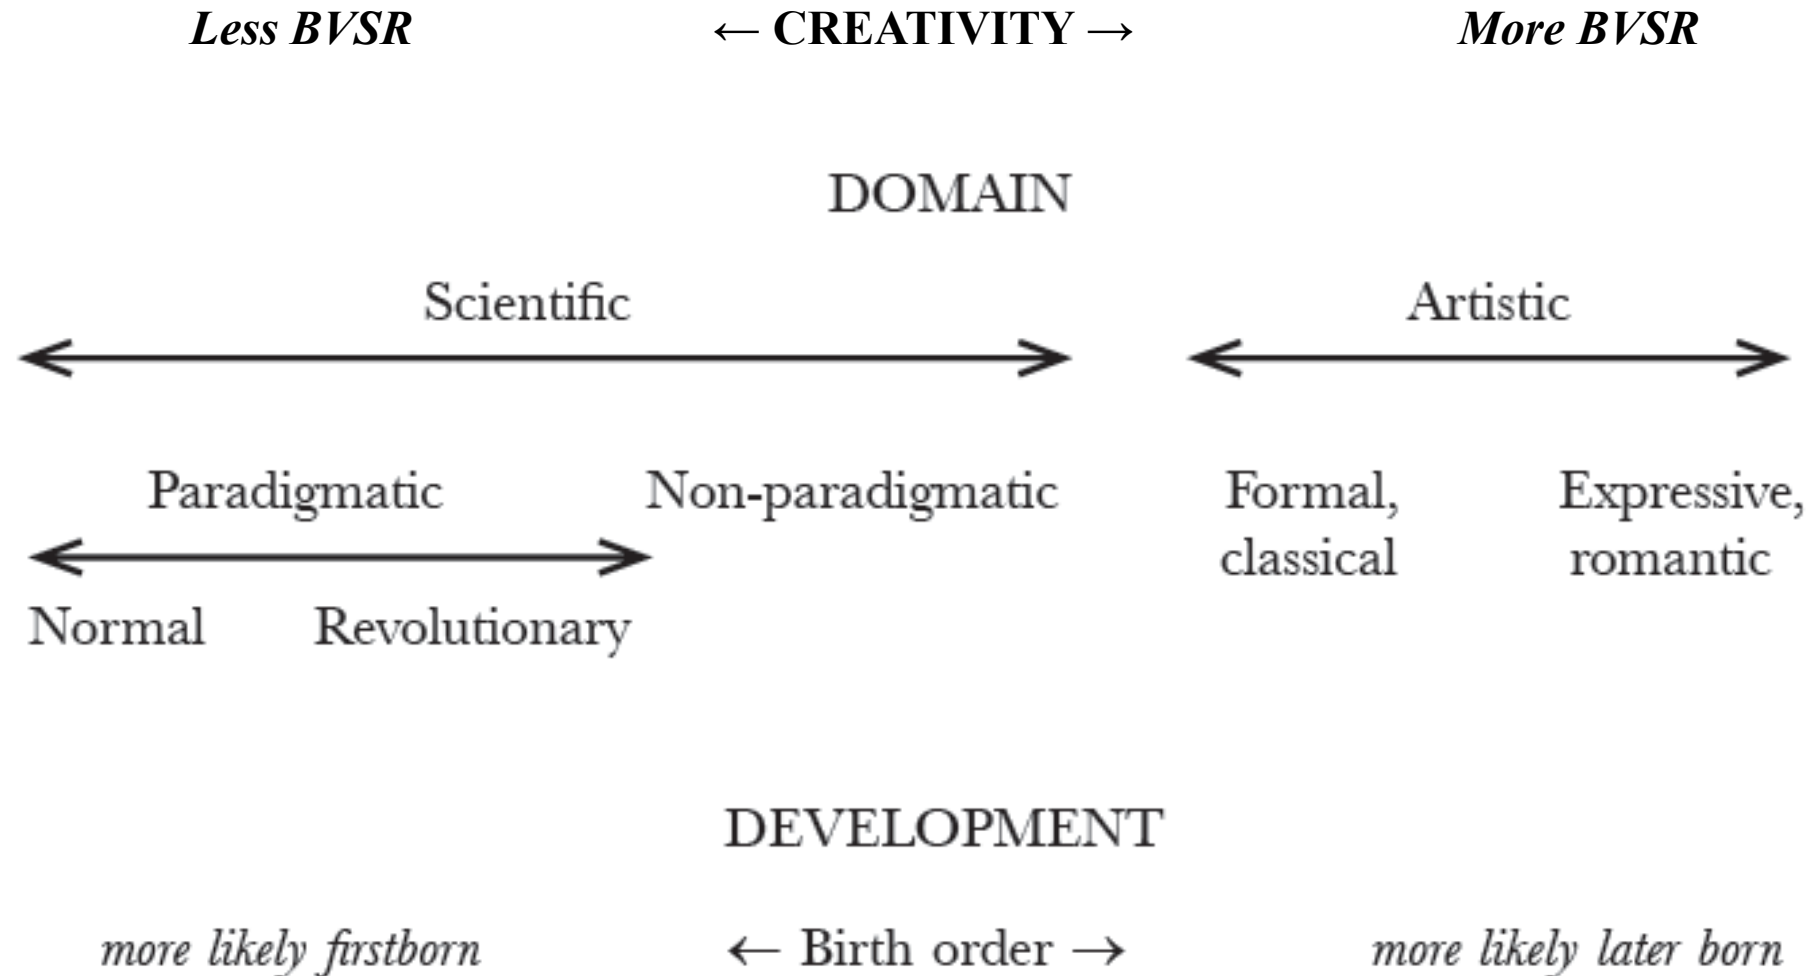 Less BVSR ← CREATIVITY → More BVSR
DOMAIN
Scientific Artistic
Paradigmatic Non-paradigmatic Formal, Expressive,
classical romantic
Normal Revolutionary
DEVELOPMENT
more likely firstborn ← Birth order → more likely later born